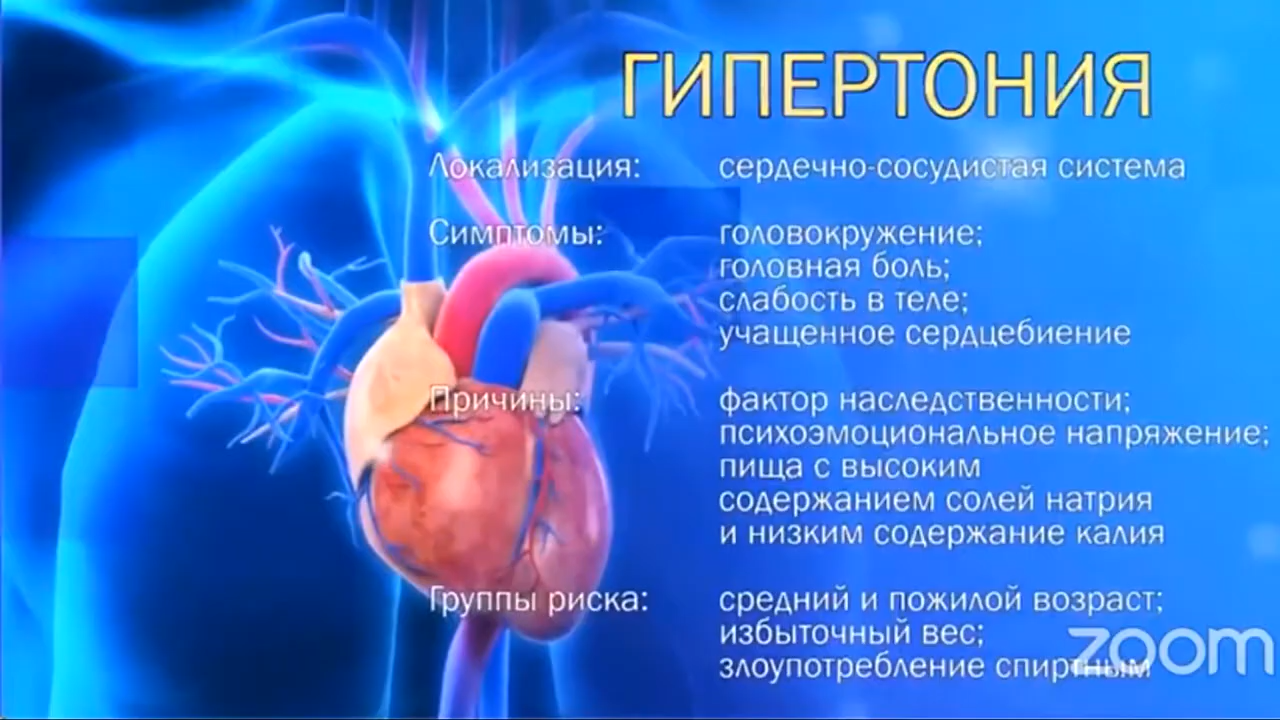 ГИПЕРТОНИЯ
Локализация: сердечно-сосудистая система
Симптомы: головокружение;
головная боль;
слабость в теле;
учащенное сердцебиение
Причины: фактор наследственности;
психоэмоциональное напряжение;
пища с высоким
содержанием солей натрия
и низким содержание калия
Группы риска: средний и пожилой возраст;
избыточный вес;
злоупотребление спиртным
zoom